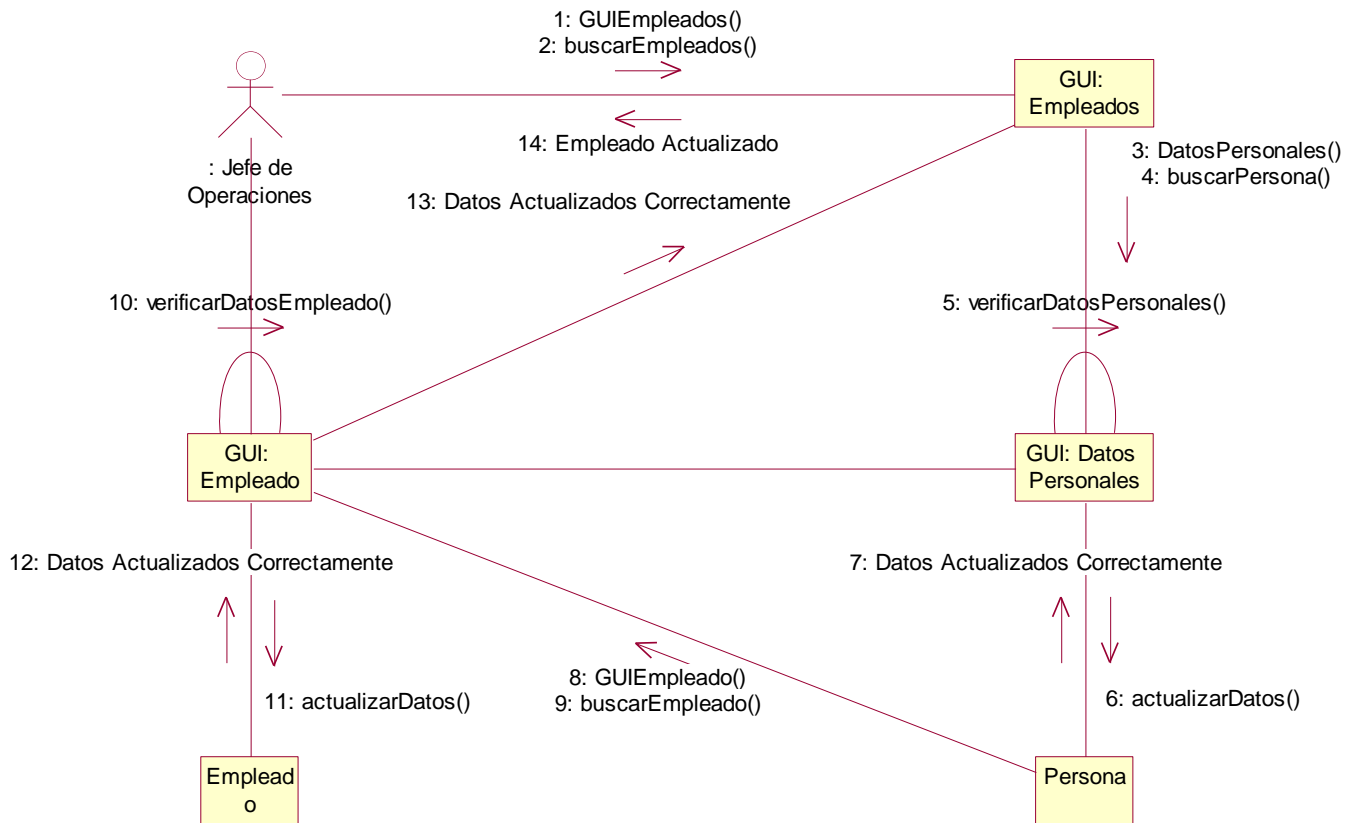 1: GUIEmpleados()
2: buscarEmpleados()
GUI:
Empleados
14: Empleado Actualizado
: Jefe de
Operaciones
3: DatosPersonales()
4: buscarPersona()
13: Datos Actualizados Correctamente
10: verificarDatosEmpleado()
5: verificarDatosPersonales()
GUI:
Empleado
GUI: Datos
Personales
12: Datos Actualizados Correctamente
7: Datos Actualizados Correctamente
8: GUIEmpleado()
9: buscarEmpleado()
11: actualizarDatos()
6: actualizarDatos()
Emplead
o
Persona